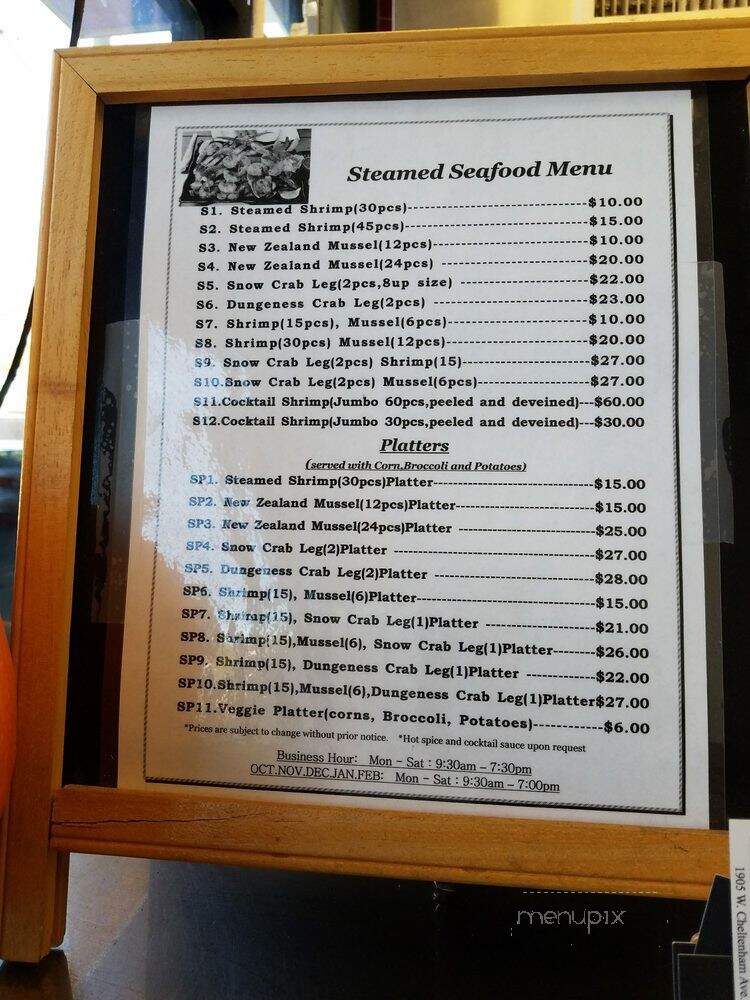 Steamed Seafood Menu
S1. Steamed Shrimp(30pcs)----------------------------$10.00
S2. Steamed Shrimp(45pcs)----------------------------$15.00
S3. New Zealand Mussel(12pcs)------------------------$10.00
S4. New Zealand Mussel(24pcs) -----------------------$20.00
S5. Snow Crab Leg(2pcs,8up size) --------------------$22.00
S6. Dungeness Crab Leg(2pcs) ------------------------$23.00
S7. Shrimp(15pcs), Mussel(6pcs)----------------------$10.00
S8. Shrimp(30pcs) Mussel(12pcs)----------------------$20.00
S9. Snow Crab Leg(2pcs) Shrimp(15)-------------------$27.00
S10.Snow Crab Leg(2pcs) Mussel(6pcs)-----------------$27.00
S11.Cocktail Shrimp(Jumbo 60pcs,peeled and deveined)---$60.00
S12.Cocktail Shrimp(Jumbo 30pcs,peeled and deveined)---$30.00
Platters
(served with Corn,Broccoli and Potatoes)
SP1. Steamed Shrimp(30pcs)Platter-------------------------$15.00
SP2. New Zealand Mussel(12pcs)Platter---------------------$15.00
SP3. New Zealand Mussel(24pcs)Platter --------------------$25.00
SP4. Snow Crab Leg(2)Platter -----------------------------$27.00
SP5. Dungeness Crab Leg(2)Platter ------------------------$28.00
SP6. Shrimp(15), Mussel(6)Platter--------------------------$15.00
SP7. Shrimp(15), Snow Crab Leg(1)Platter ----------------$21.00
SP8. Shrimp(15),Mussel(6), Snow Crab Leg(1)Platter--------$26.00
SP9. Shrimp(15), Dungeness Crab Leg(1)Platter -----------$22.00
SP10.Shrimp(15),Mussel(6),Dungeness Crab Leg(1)Platter$27.00
SP11.Veggie Platter(corns, Broccoli, Potatoes)------------$6.00
*Prices are subject to change without prior notice. *Hot spice and cocktail sauce upon request
Business Hour: Mon - Sat : 9:30am – 7:30pm
OCT.NOV.DEC.JAN.FEB: Mon - Sat : 9:30am – 7:00pm
1905 W. Cheltenham Ave
menupix